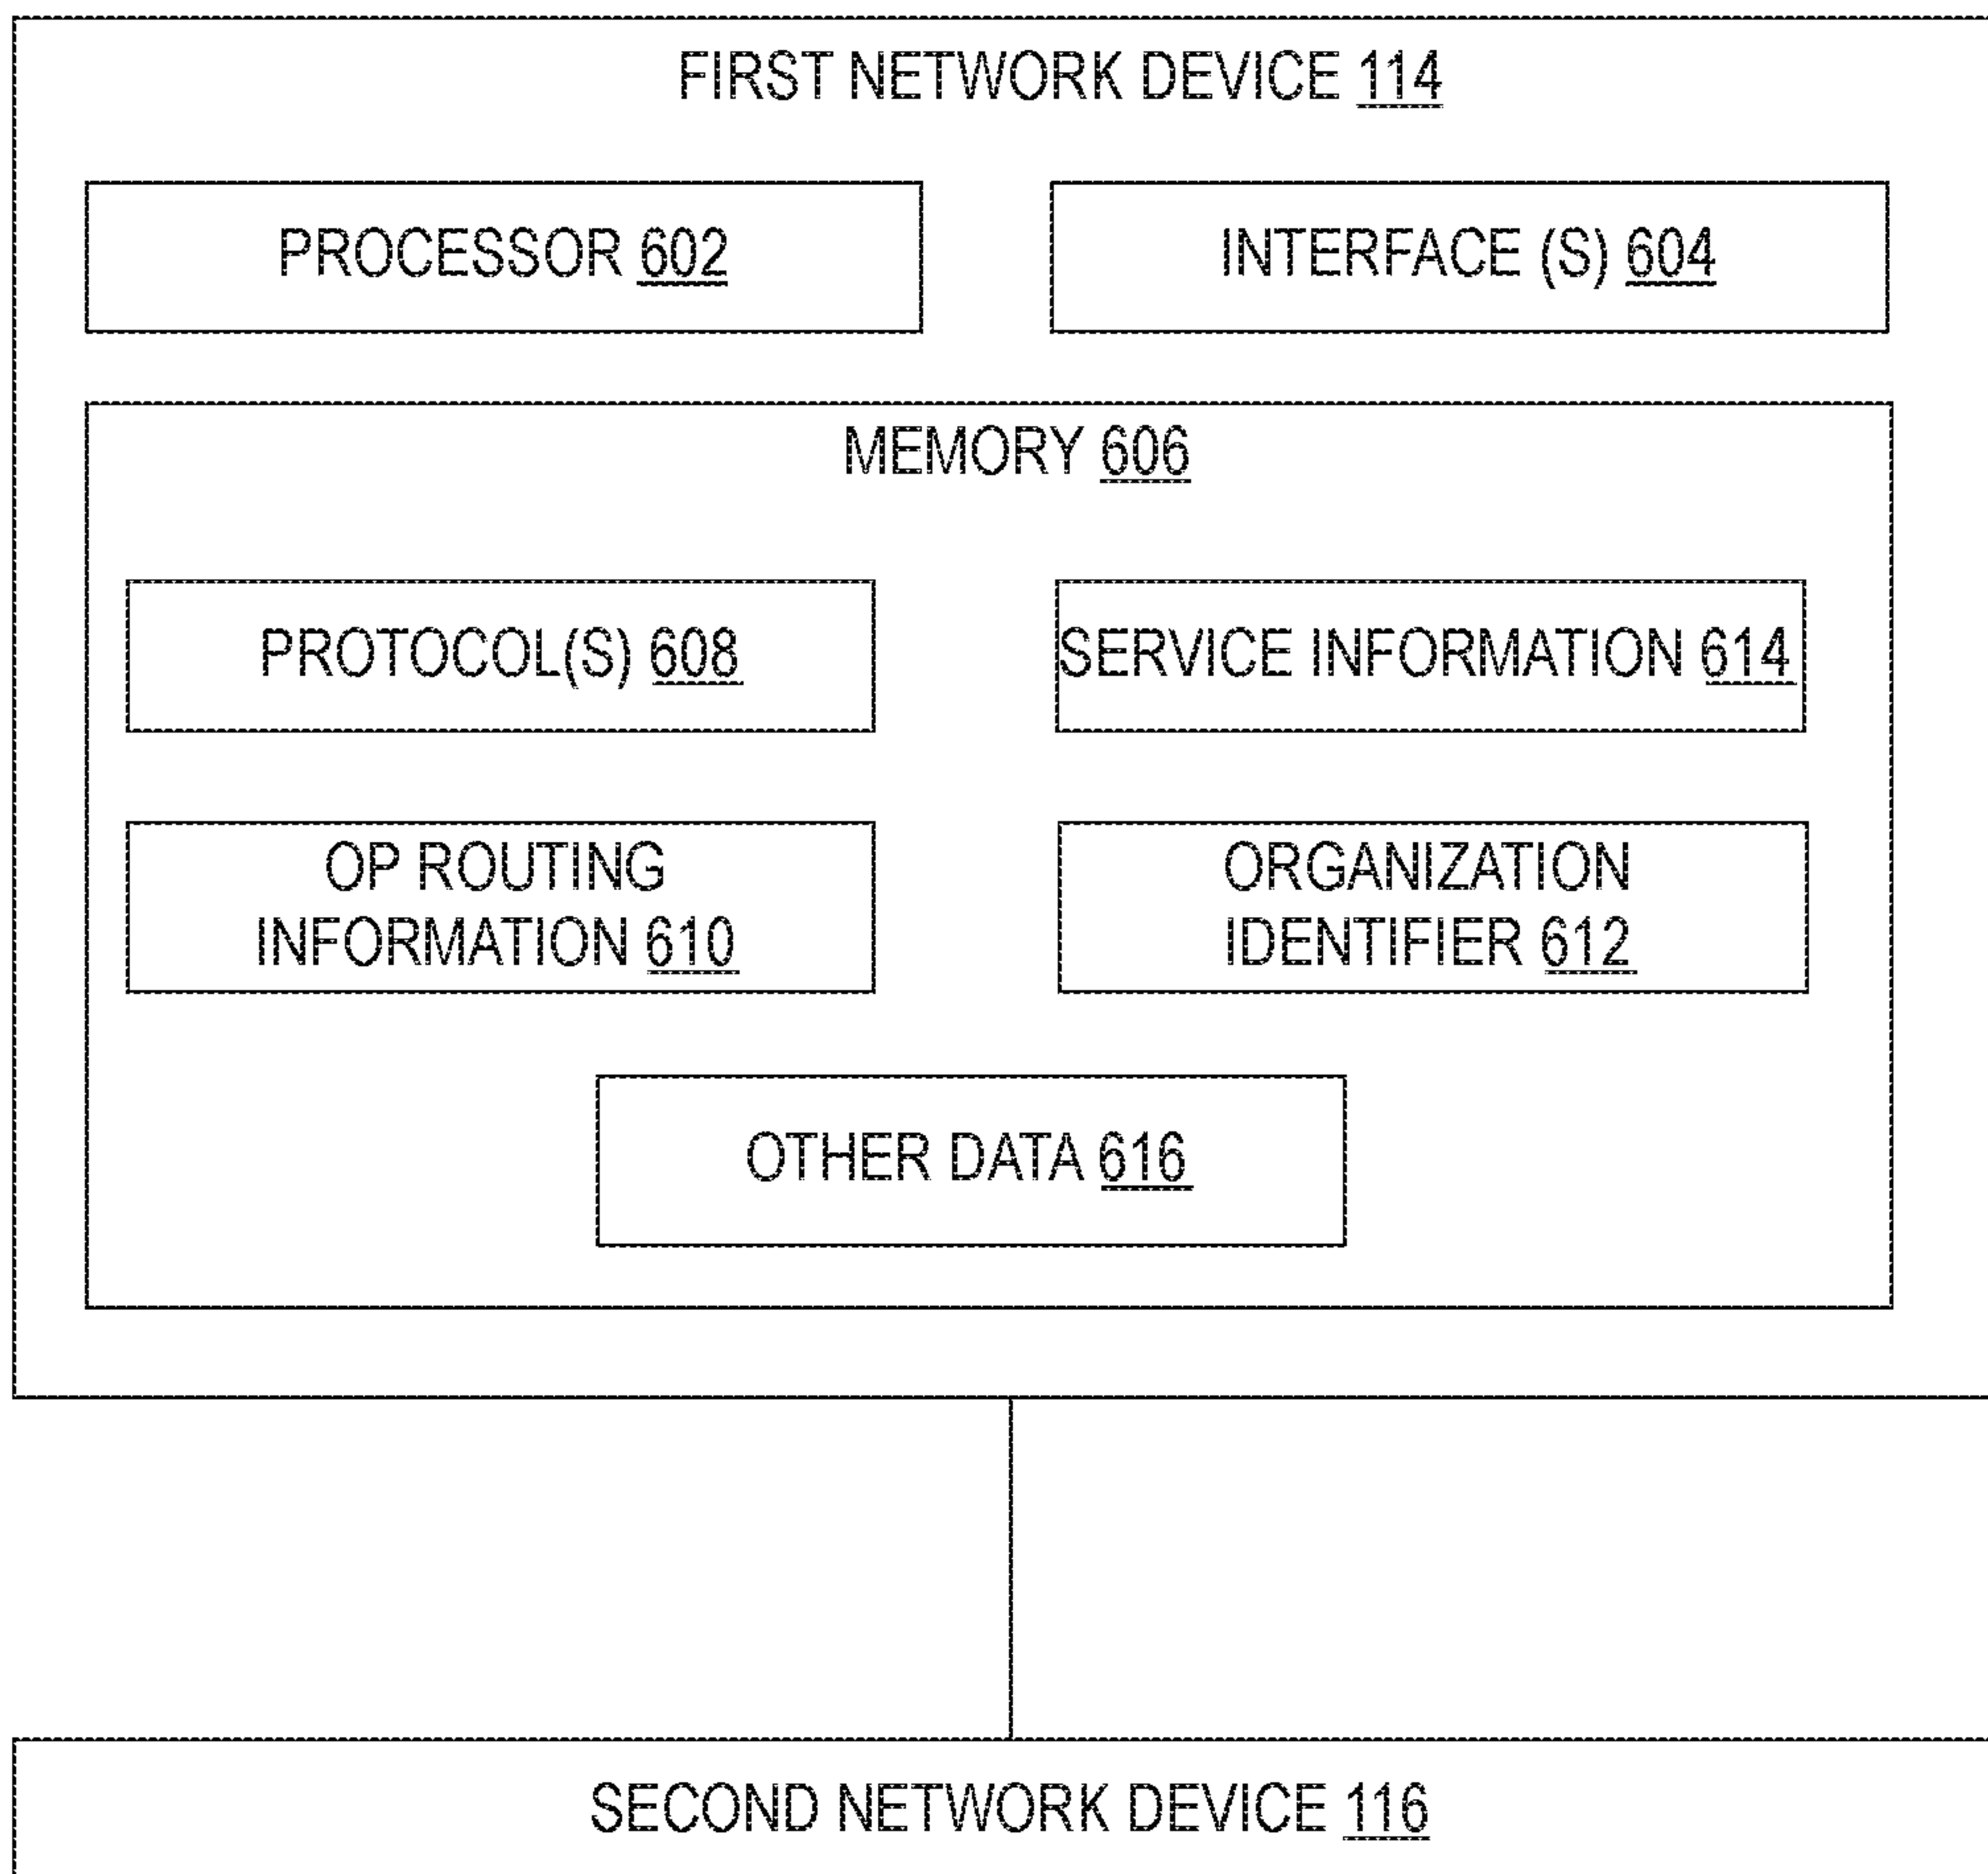 FIRST NETWORK DEVICE 114
PROCESSOR 602
INTERFACE (S) 604
MEMORY 606
PROTOCOL(S) 608
SERVICE INFORMATION 614
OP ROUTING
INFORMATION 610
ORGANIZATION
IDENTIFIER 612
OTHER DATA 616
SECOND NETWORK DEVICE 116